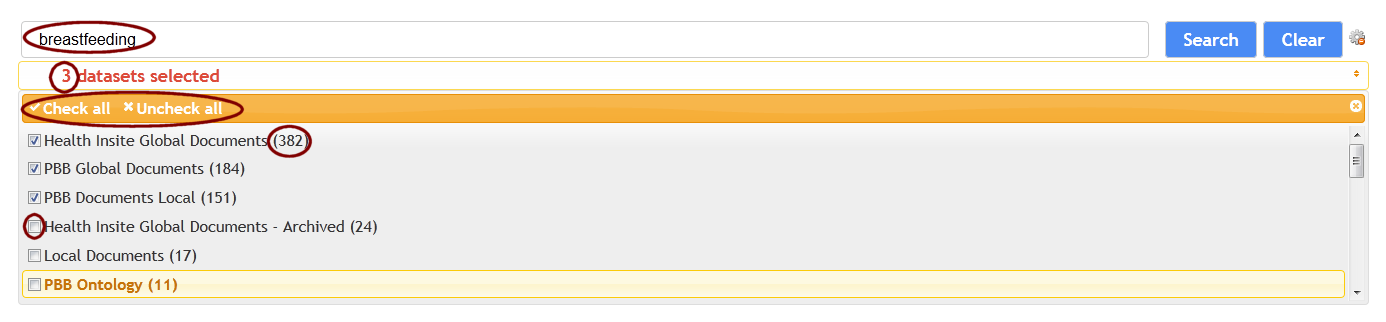 breastfeeding Search Clear
3 datasets selected
Check all Uncheck all
Health Insite Global Documents (382)
PBB Global Documents (184)
PBB Documents Local (151)
Health Insite Global Documents - Archived (24)
Local Documents (17)
PBB Ontology (11)